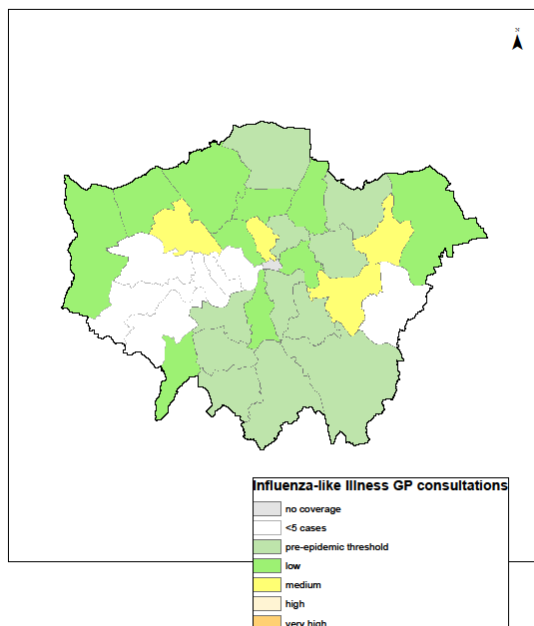 Influenza-like Illness GP consultations
no coverage
<5 cases
pre-epidemic threshold
low
medium
high
very high